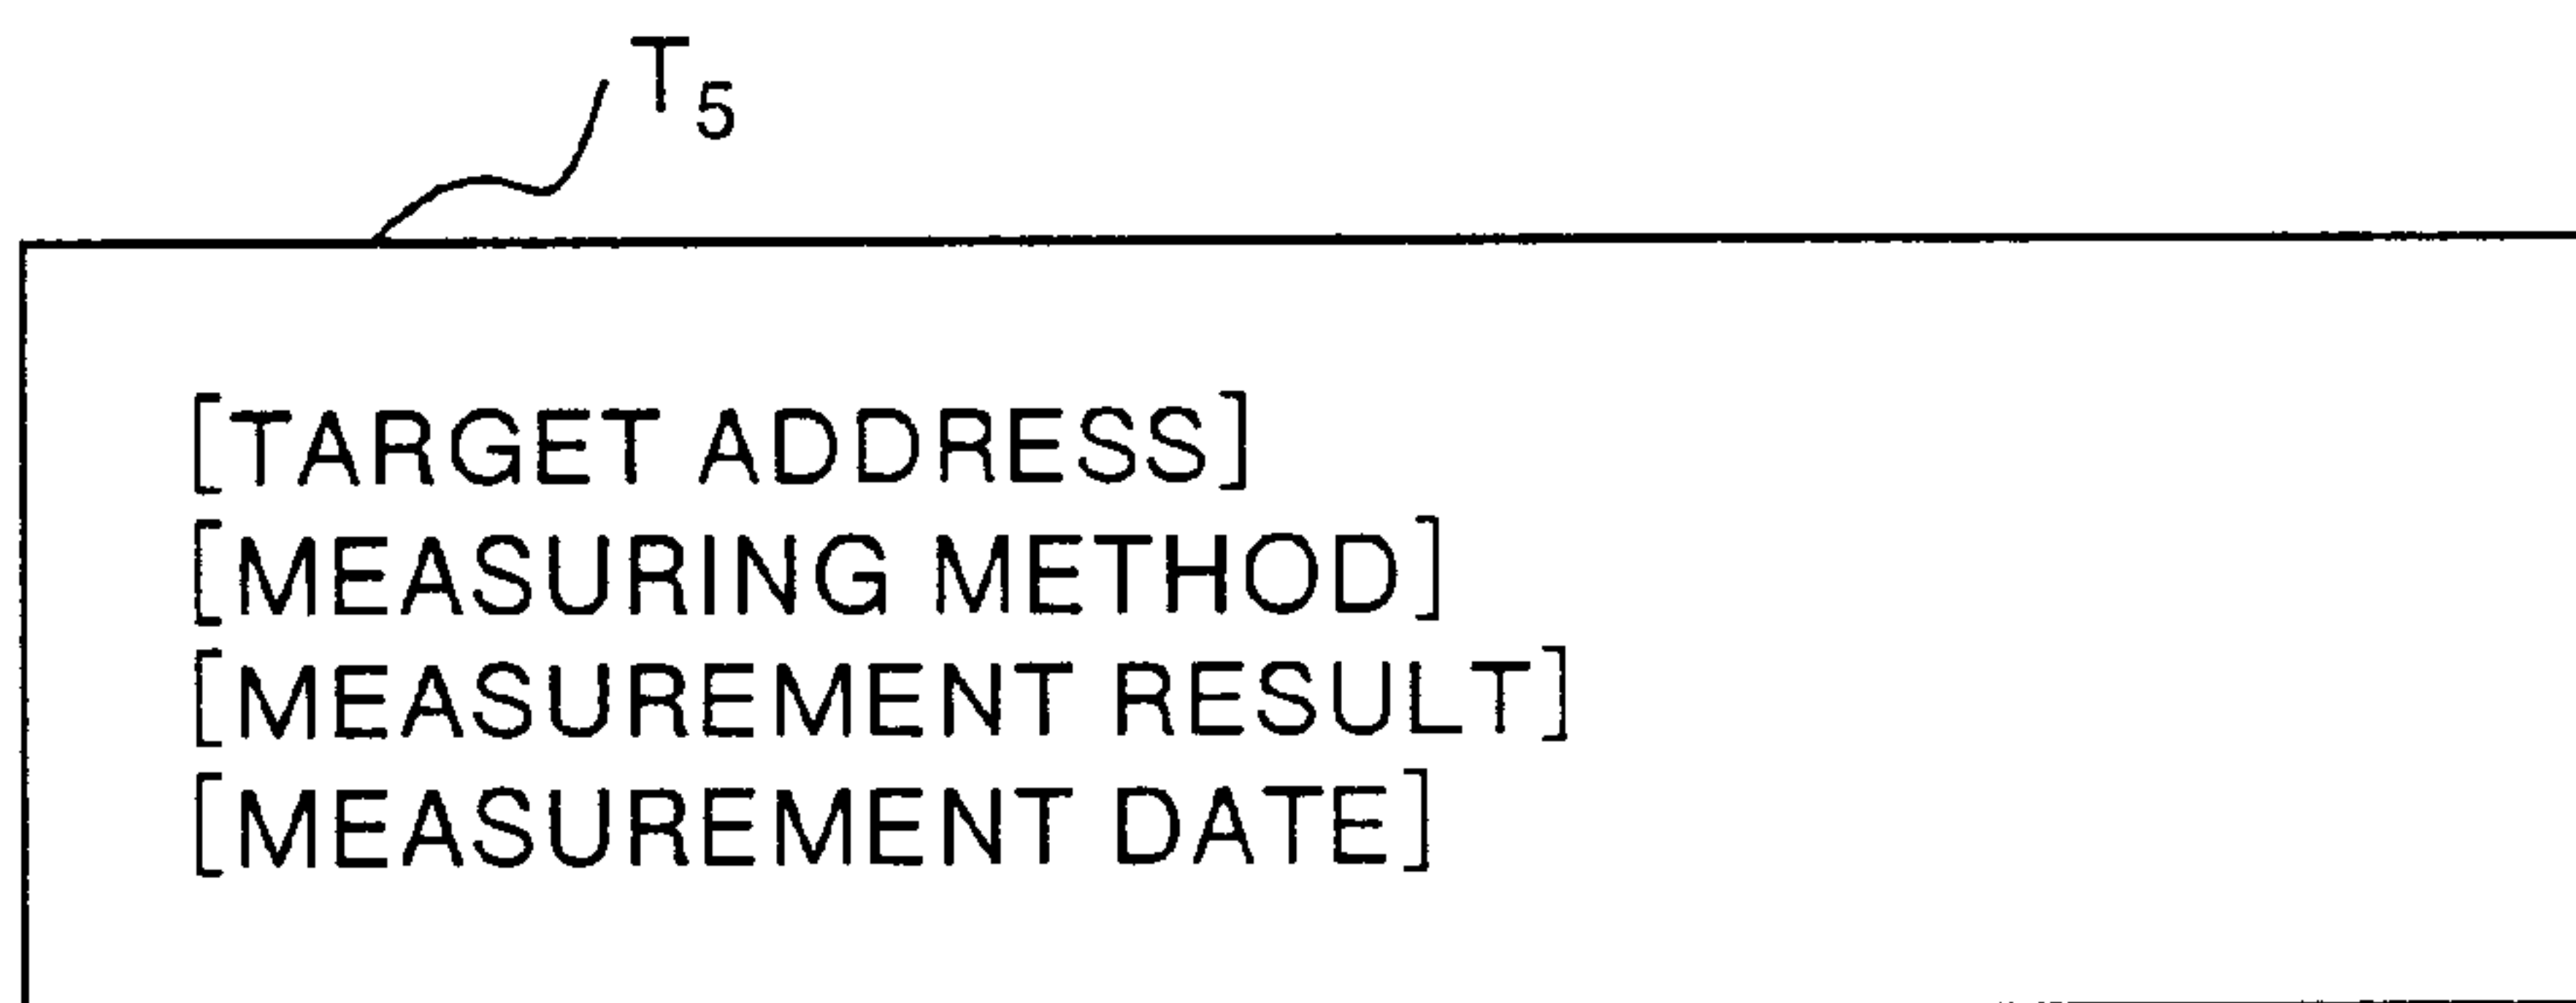 T5
[TARGET ADDRESS]
[MEASURING METHOD]
[MEASUREMENT RESULT]
[MEASUREMENT DATE]